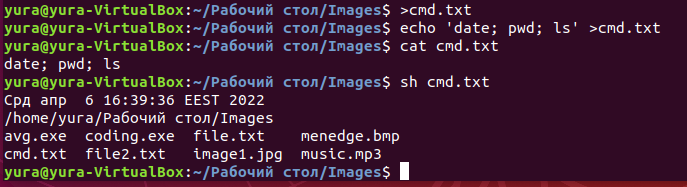 yura@yura-VirtualBox:~/Рабочий стол/Images$ >cmd.txt
yura@yura-VirtualBox:~/Рабочий стол/Images$ echo 'date; pwd; ls' >cmd.txt
yura@yura-VirtualBox:~/Рабочий стол/Images$ cat cmd.txt
date; pwd; ls
yura@yura-VirtualBox:~/Рабочий стол/Images$ sh cmd.txt
Срд апр  6 16:39:36 EEST 2022
/home/yura/Рабочий стол/Images
avg.exe  coding.exe  file.txt    menedge.bmp
cmd.txt  file2.txt   image1.jpg  music.mp3
yura@yura-VirtualBox:~/Рабочий стол/Images$